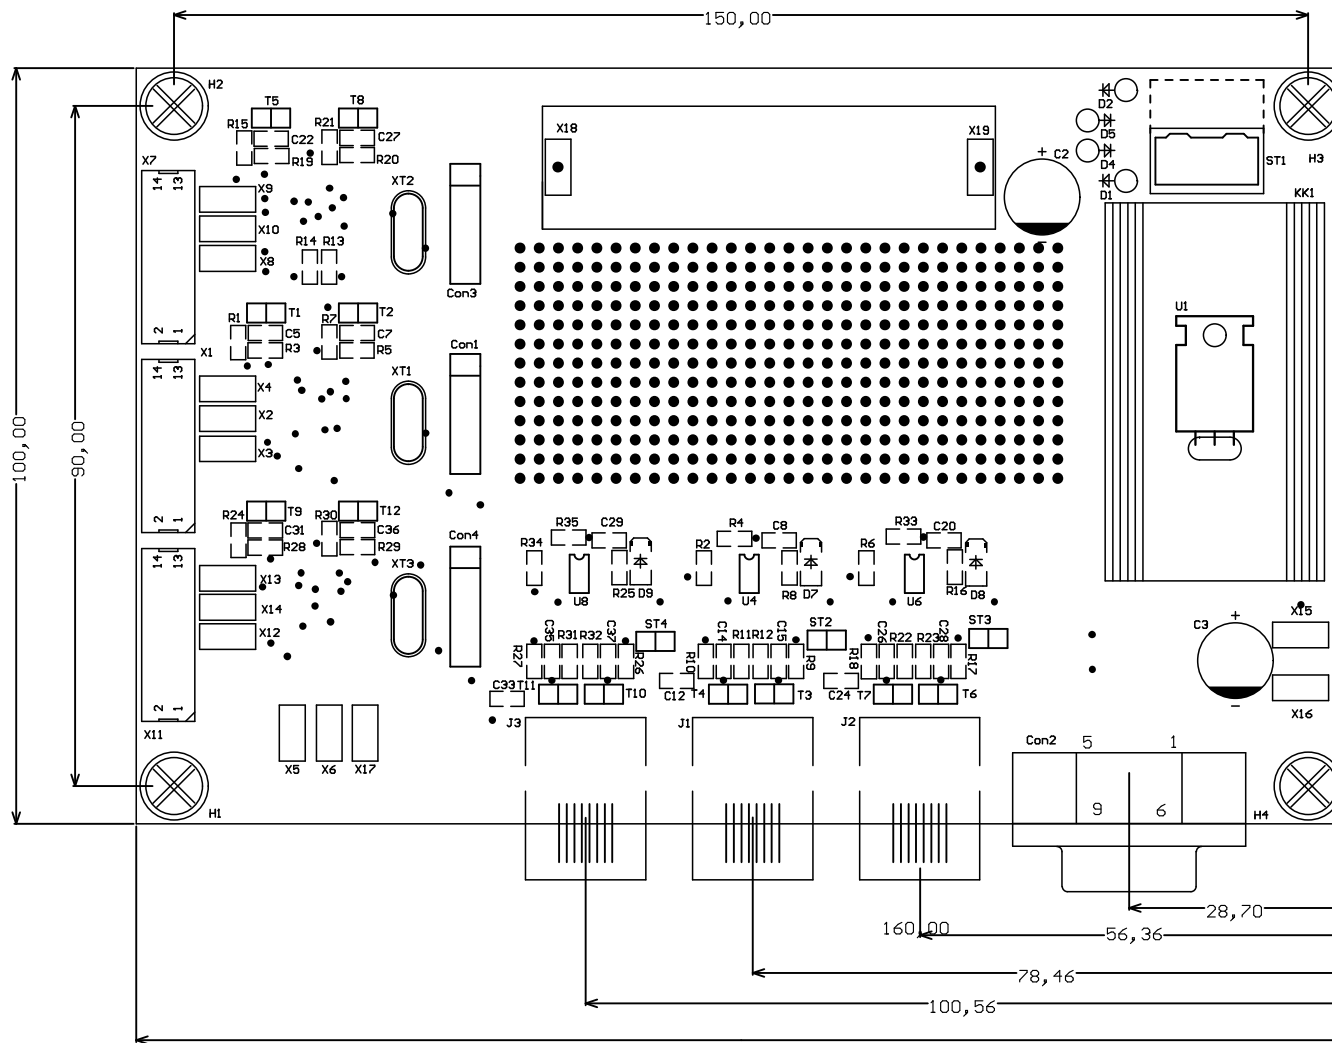 150,00
H2
T5
T8
D2
R15
C22
R21
C27
X18
X19
C2
+
D5
ST1
H3
X7
R19
R20
D4
14
13
X9
XT2
D1
KK1
X10
R14
R13
-
X8
Con3
U1
T1
T2
R1
C5
R7
C7
2
1
X1
R3
R5
Con1
14
13
X4
XT1
X2
100,00
90,00
X3
T9
T12
R24
C31
R30
C36
2
1
R28
R29
Con4
R35
C29
R4
C8
R33
C20
R34
R2
R6
14
13
X13
XT3
U8
R25
D9
U4
R8
D7
U6
R16
D8
X14
X12
ST4
ST2
ST3
C3
+
X15
R27
C35
R31
R32
C37
R26
R10
C14
R11
R12
C15
R9
R18
C26
R22
R23
C28
R17
C33
T11
T10
C12
T4
T3
C24
T7
T6
-
X16
2
1
X11
J3
J1
J2
Con2
5
1
X5
X6
X17
H1
9
6
H4
28,70
160,00
56,36
78,46
100,56